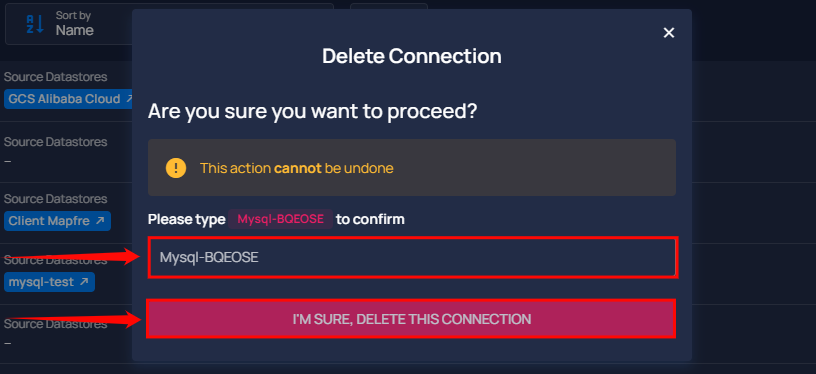 Sort by
Name
Source Datastores
GCS Alibaba Cloud ↗
Source Datastores
–
Source Datastores
Client Mapfre ↗
Source Datastores
mysql-test ↗
Source Datastores
–
Delete Connection
Are you sure you want to proceed?
This action cannot be undone
Please type Mysql-BQEOSE to confirm
Mysql-BQEOSE
I'M SURE, DELETE THIS CONNECTION